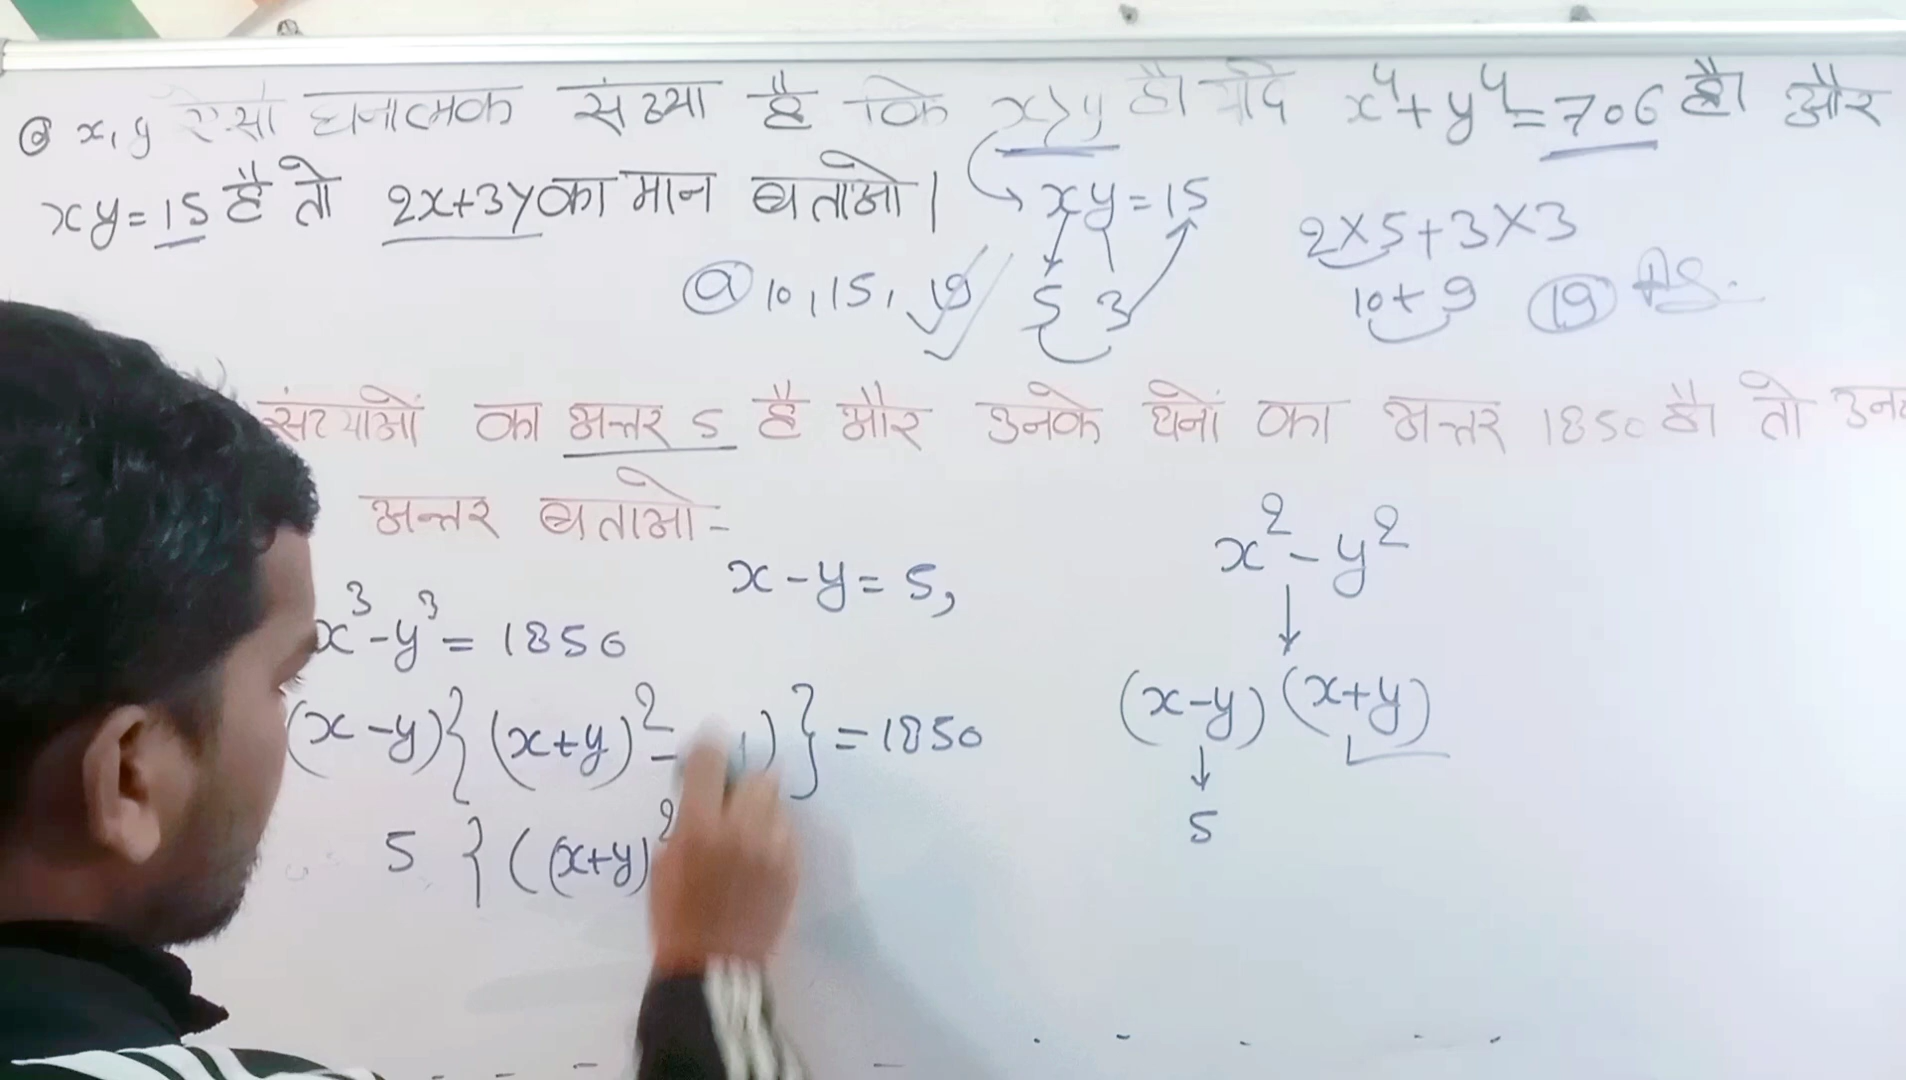 Q x, y ऐसी धनात्मक संख्या है कि x>y है। यदि x⁴+y⁴=706 है। और
xy=15 है तो 2x+3y का मान बताओ।
xy=15
2×5+3×3
@ 10, 15, 19
5 3
10+9 19
संख्याओं का अन्तर 5 है और उनके घनों का अन्तर 1850 है। तो
अन्तर बताओ-
x²-y²
x-y=5,
x³-y³=1850
(x-y)(x+y)
(x-y){(x+y)²- )}=1850
5
5 {((x+y)²